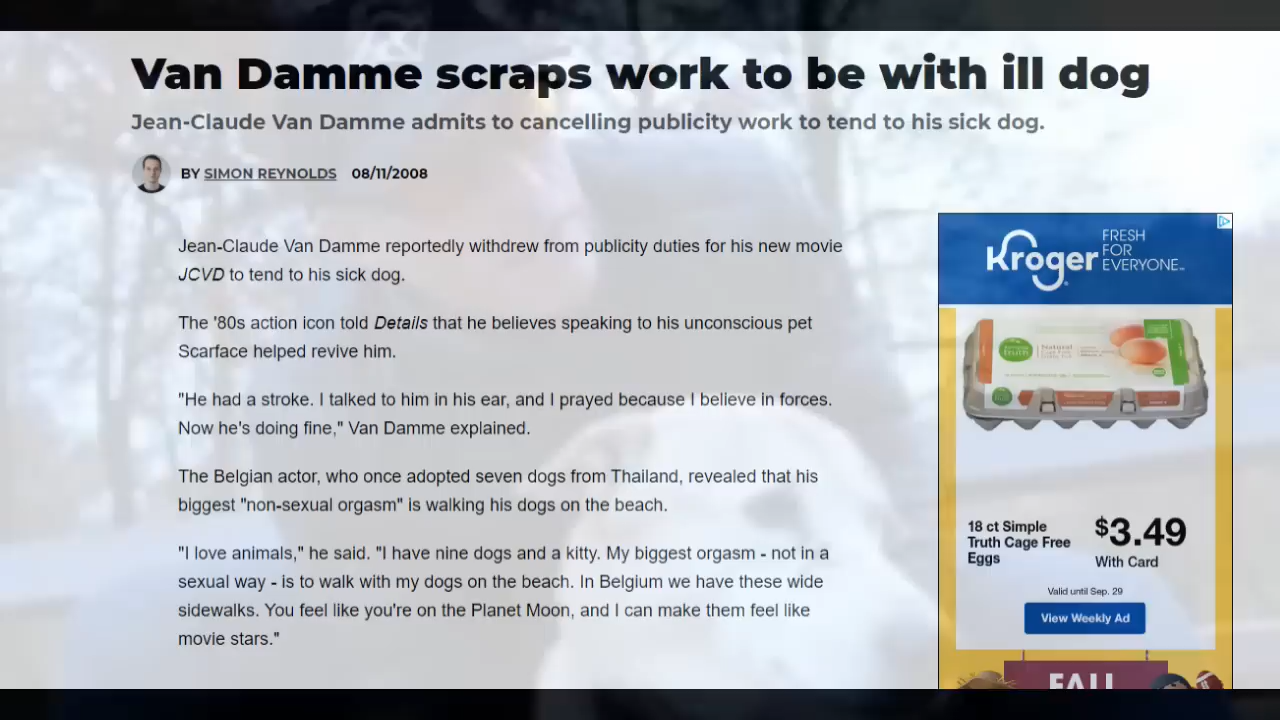 Van Damme scraps work to be with ill dog
Jean-Claude Van Damme admits to cancelling publicity work to tend to his sick dog.
BY SIMON REYNOLDS 08/11/2008
Jean-Claude Van Damme reportedly withdrew from publicity duties for his new movie
JCVD to tend to his sick dog.
The '80s action icon told Details that he believes speaking to his unconscious pet
Scarface helped revive him.
"He had a stroke. I talked to him in his ear, and I prayed because I believe in forces.
Now he's doing fine," Van Damme explained.
The Belgian actor, who once adopted seven dogs from Thailand, revealed that his
biggest "non-sexual orgasm" is walking his dogs on the beach.
"I love animals," he said. "I have nine dogs and a kitty. My biggest orgasm - not in a
sexual way - is to walk with my dogs on the beach. In Belgium we have these wide
sidewalks. You feel like you're on the Planet Moon, and I can make them feel like
movie stars."
Kroger
FRESH
FOR
EVERYONE™
Natural
18 ct Simple
Truth Cage Free
Eggs
$3.49
With Card
Valid until Sep. 29
View Weekly Ad
FALL